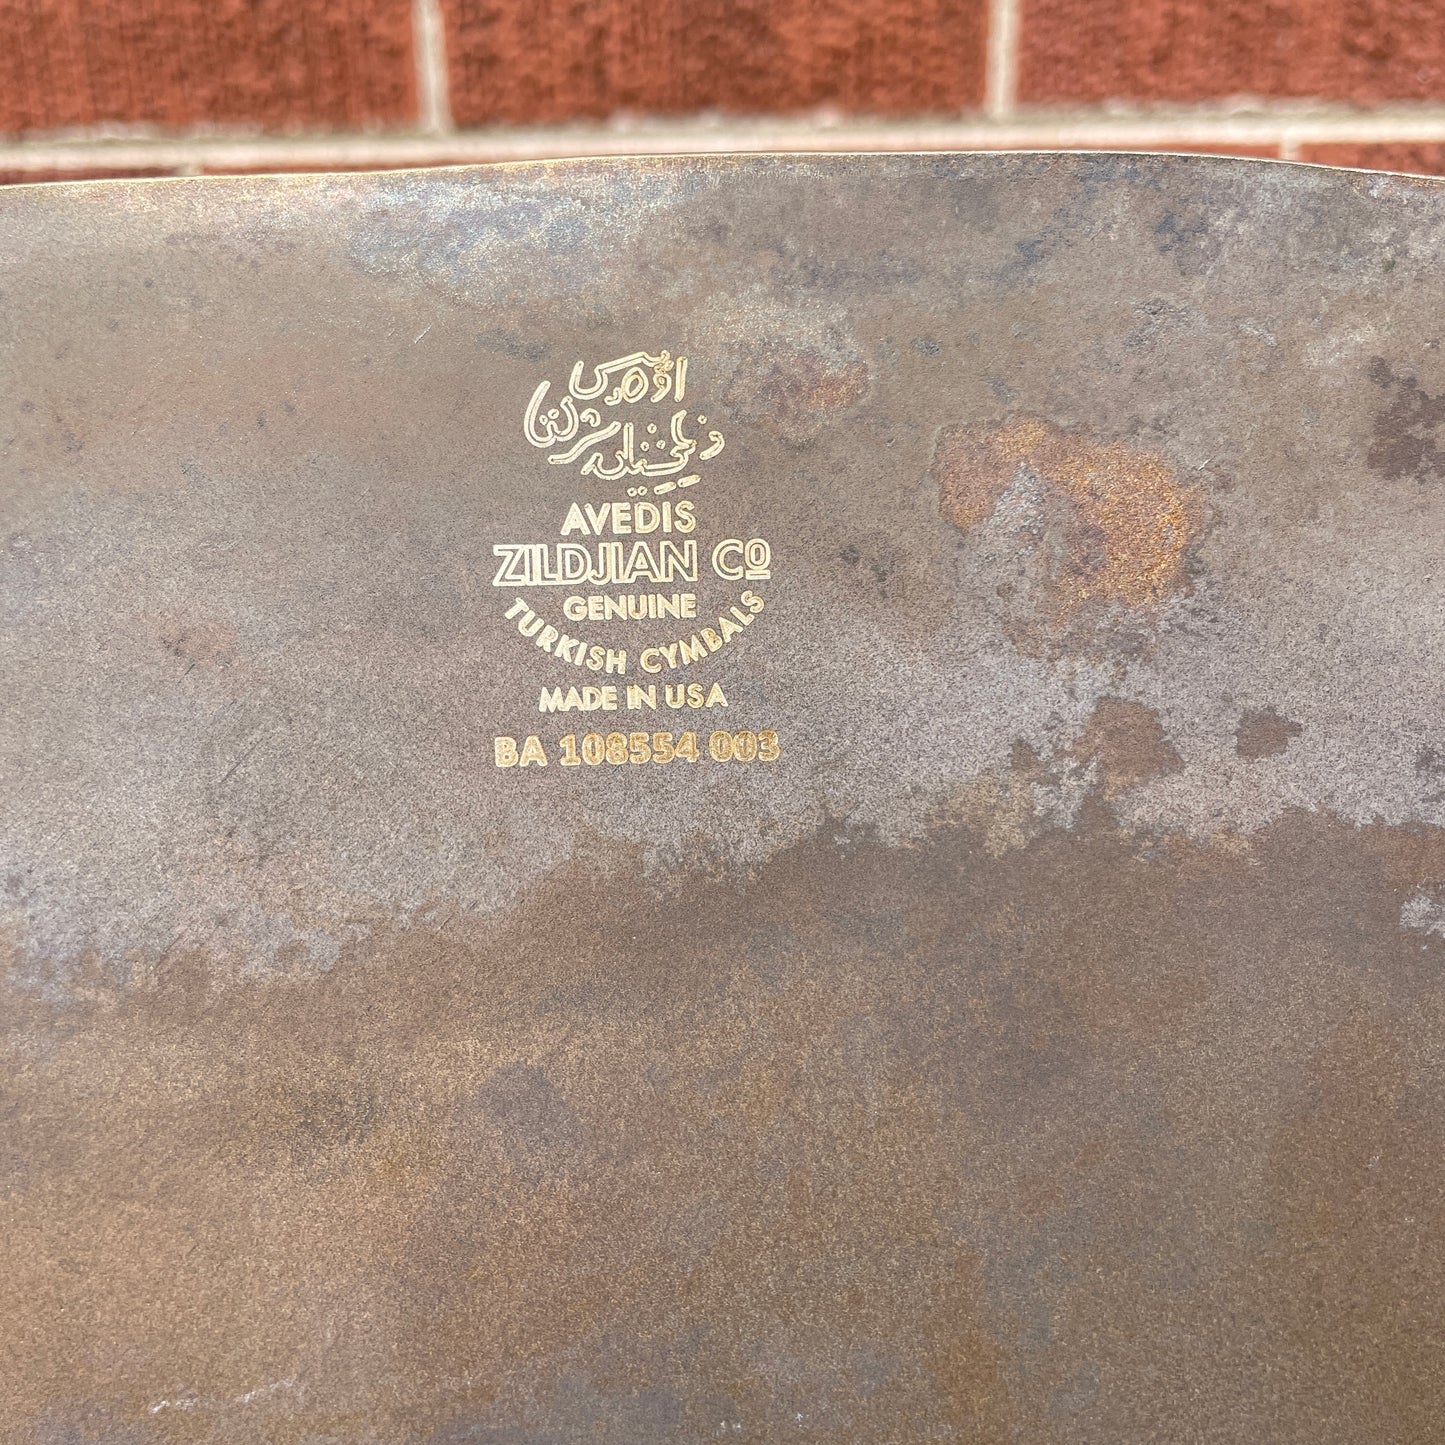 AVEDIS
ZILDJIAN Cº
GENUINE
TURKISH CYMBALS
MADE IN USA
BA 108554 003